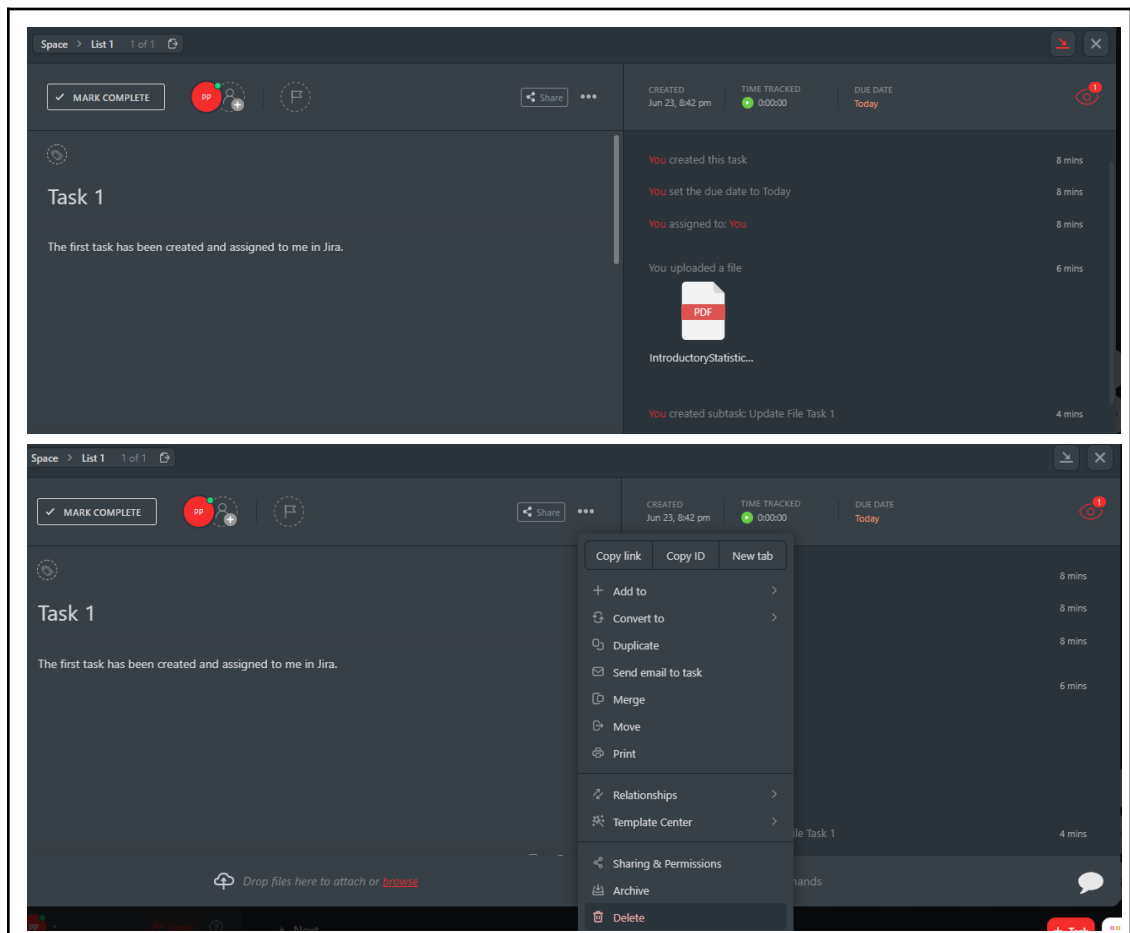 Space > List 1 1 of 1
MARK COMPLETE
PP
Share
CREATED
Jun 23, 8:42 pm
TIME TRACKED
0:00:00
DUE DATE
Today
1
Task 1
The first task has been created and assigned to me in Jira.
You created this task 8 mins
You set the due date to Today 8 mins
You assigned to: You 8 mins
You uploaded a file 6 mins
PDF
IntroductoryStatistic...
You created subtask: Update File Task 1 4 mins
Space > List 1 1 of 1
MARK COMPLETE
PP
Share
CREATED
Jun 23, 8:42 pm
TIME TRACKED
0:00:00
DUE DATE
Today
1
Task 1
The first task has been created and assigned to me in Jira.
Copy link Copy ID New tab
Add to
Convert to
Duplicate
Send email to task
Merge
Move
Print
Relationships
Template Center
Sharing & Permissions
Archive
Delete
8 mins
8 mins
8 mins
6 mins
ile Task 1 4 mins
Drop files here to attach or browse
PP
Next
+ Task